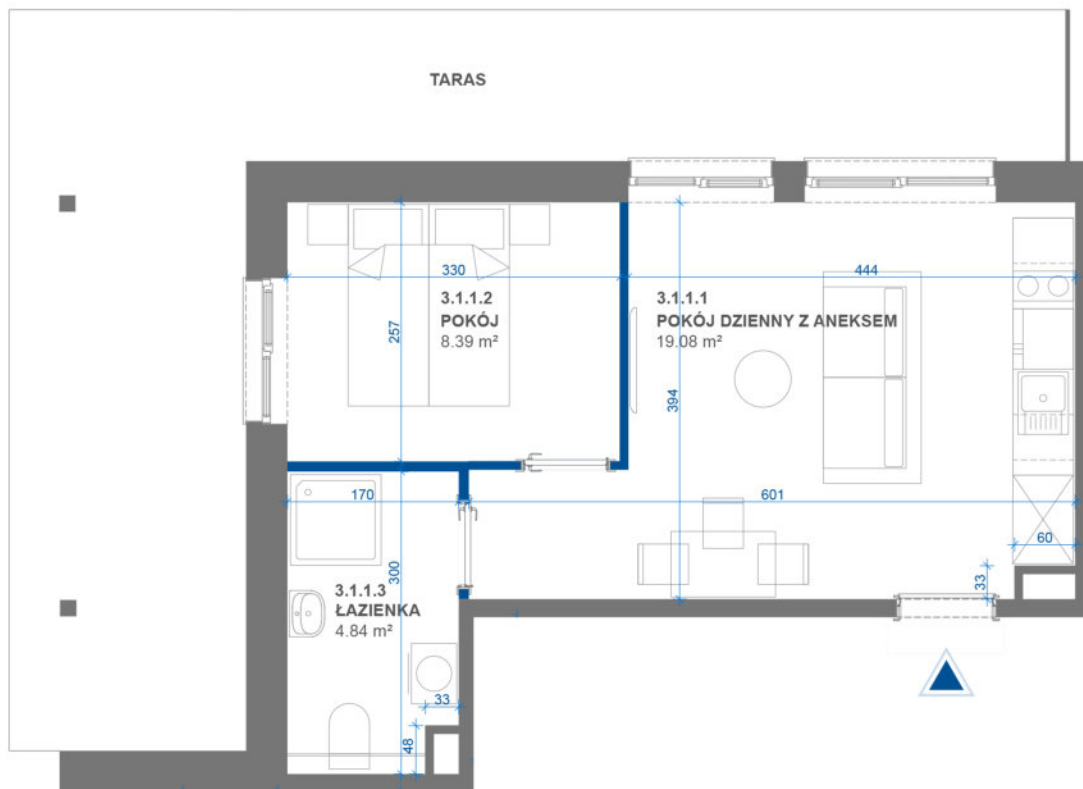 TARAS
330
444
3.1.1.2
POKÓJ
8.39 m²
3.1.1.1
POKÓJ DZIENNY Z ANEKSEM
19.08 m²
257
394
170
601
60
300
33
3.1.1.3
ŁAZIENKA
4.84 m²
33
48